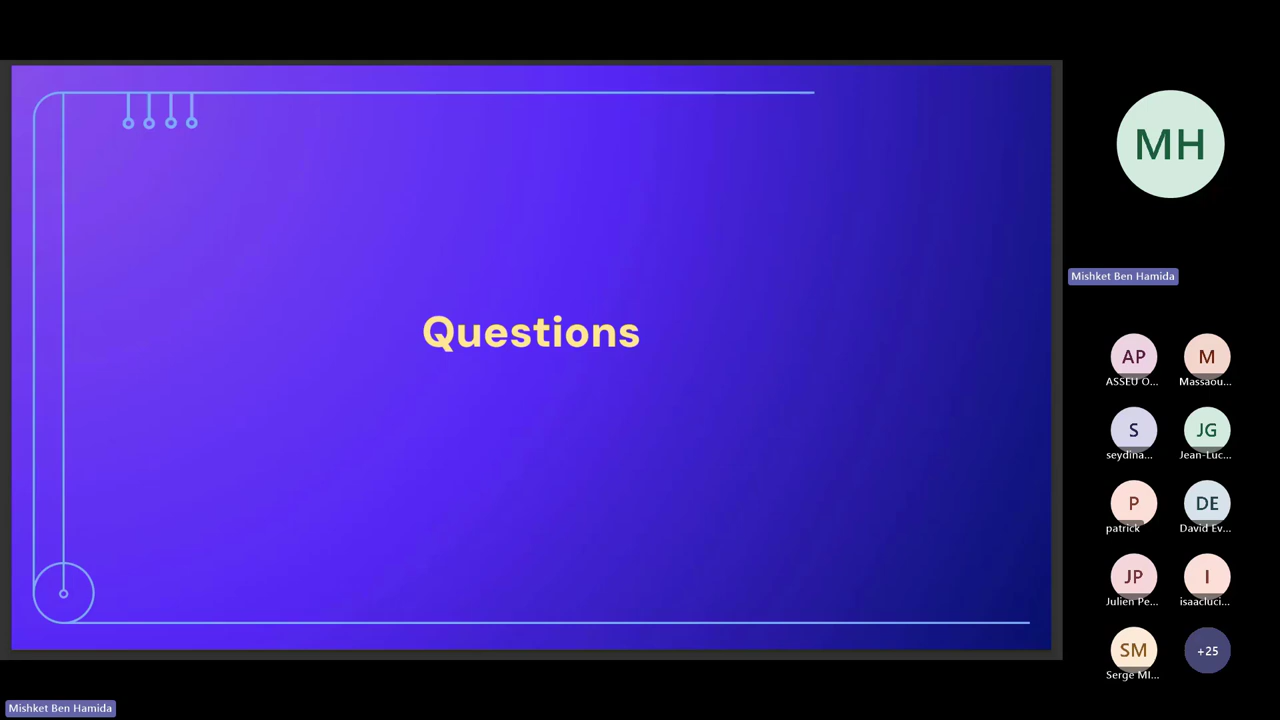 Questions
MH
Mishket Ben Hamida
AP
ASSEU O...
M
Massaou...
S
seydina...
JG
Jean-Luc...
P
patrick
DE
David Ev...
JP
Julien Pe...
I
isaacluci...
SM
Serge MI...
+25
Mishket Ben Hamida